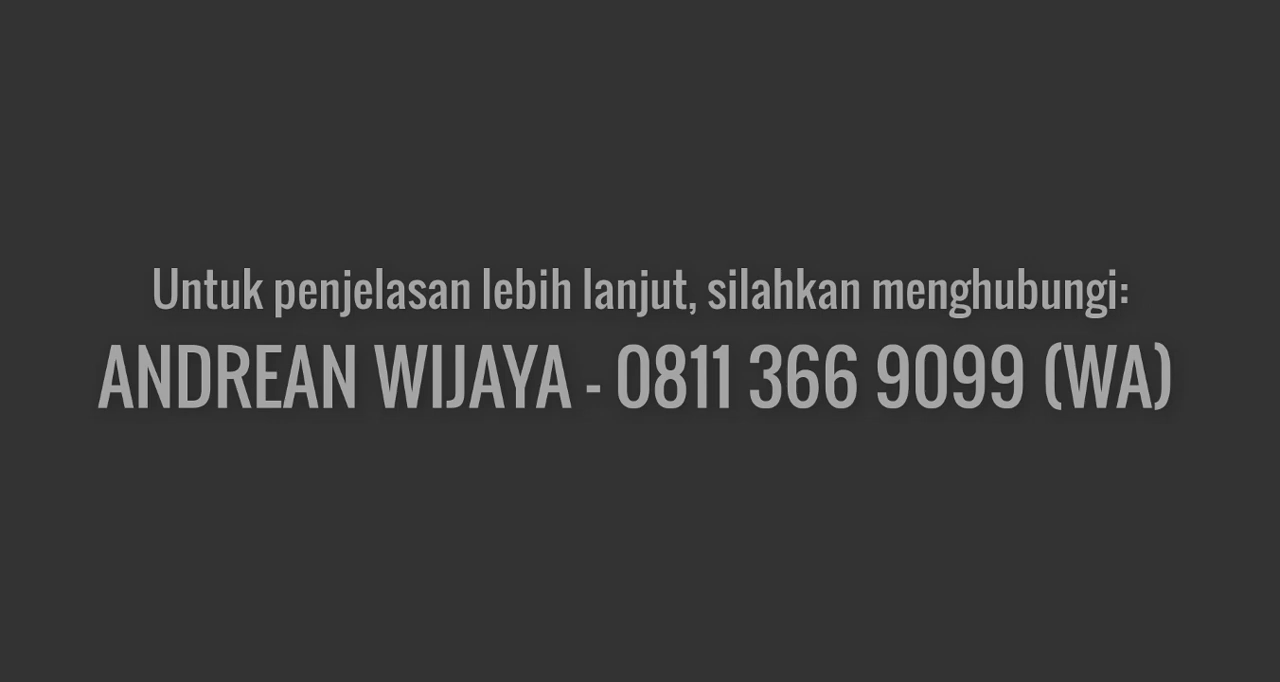 Untuk penjelasan lebih lanjut, silahkan menghubungi:
ANDREAN WIJAYA - 0811 366 9099 (WA)